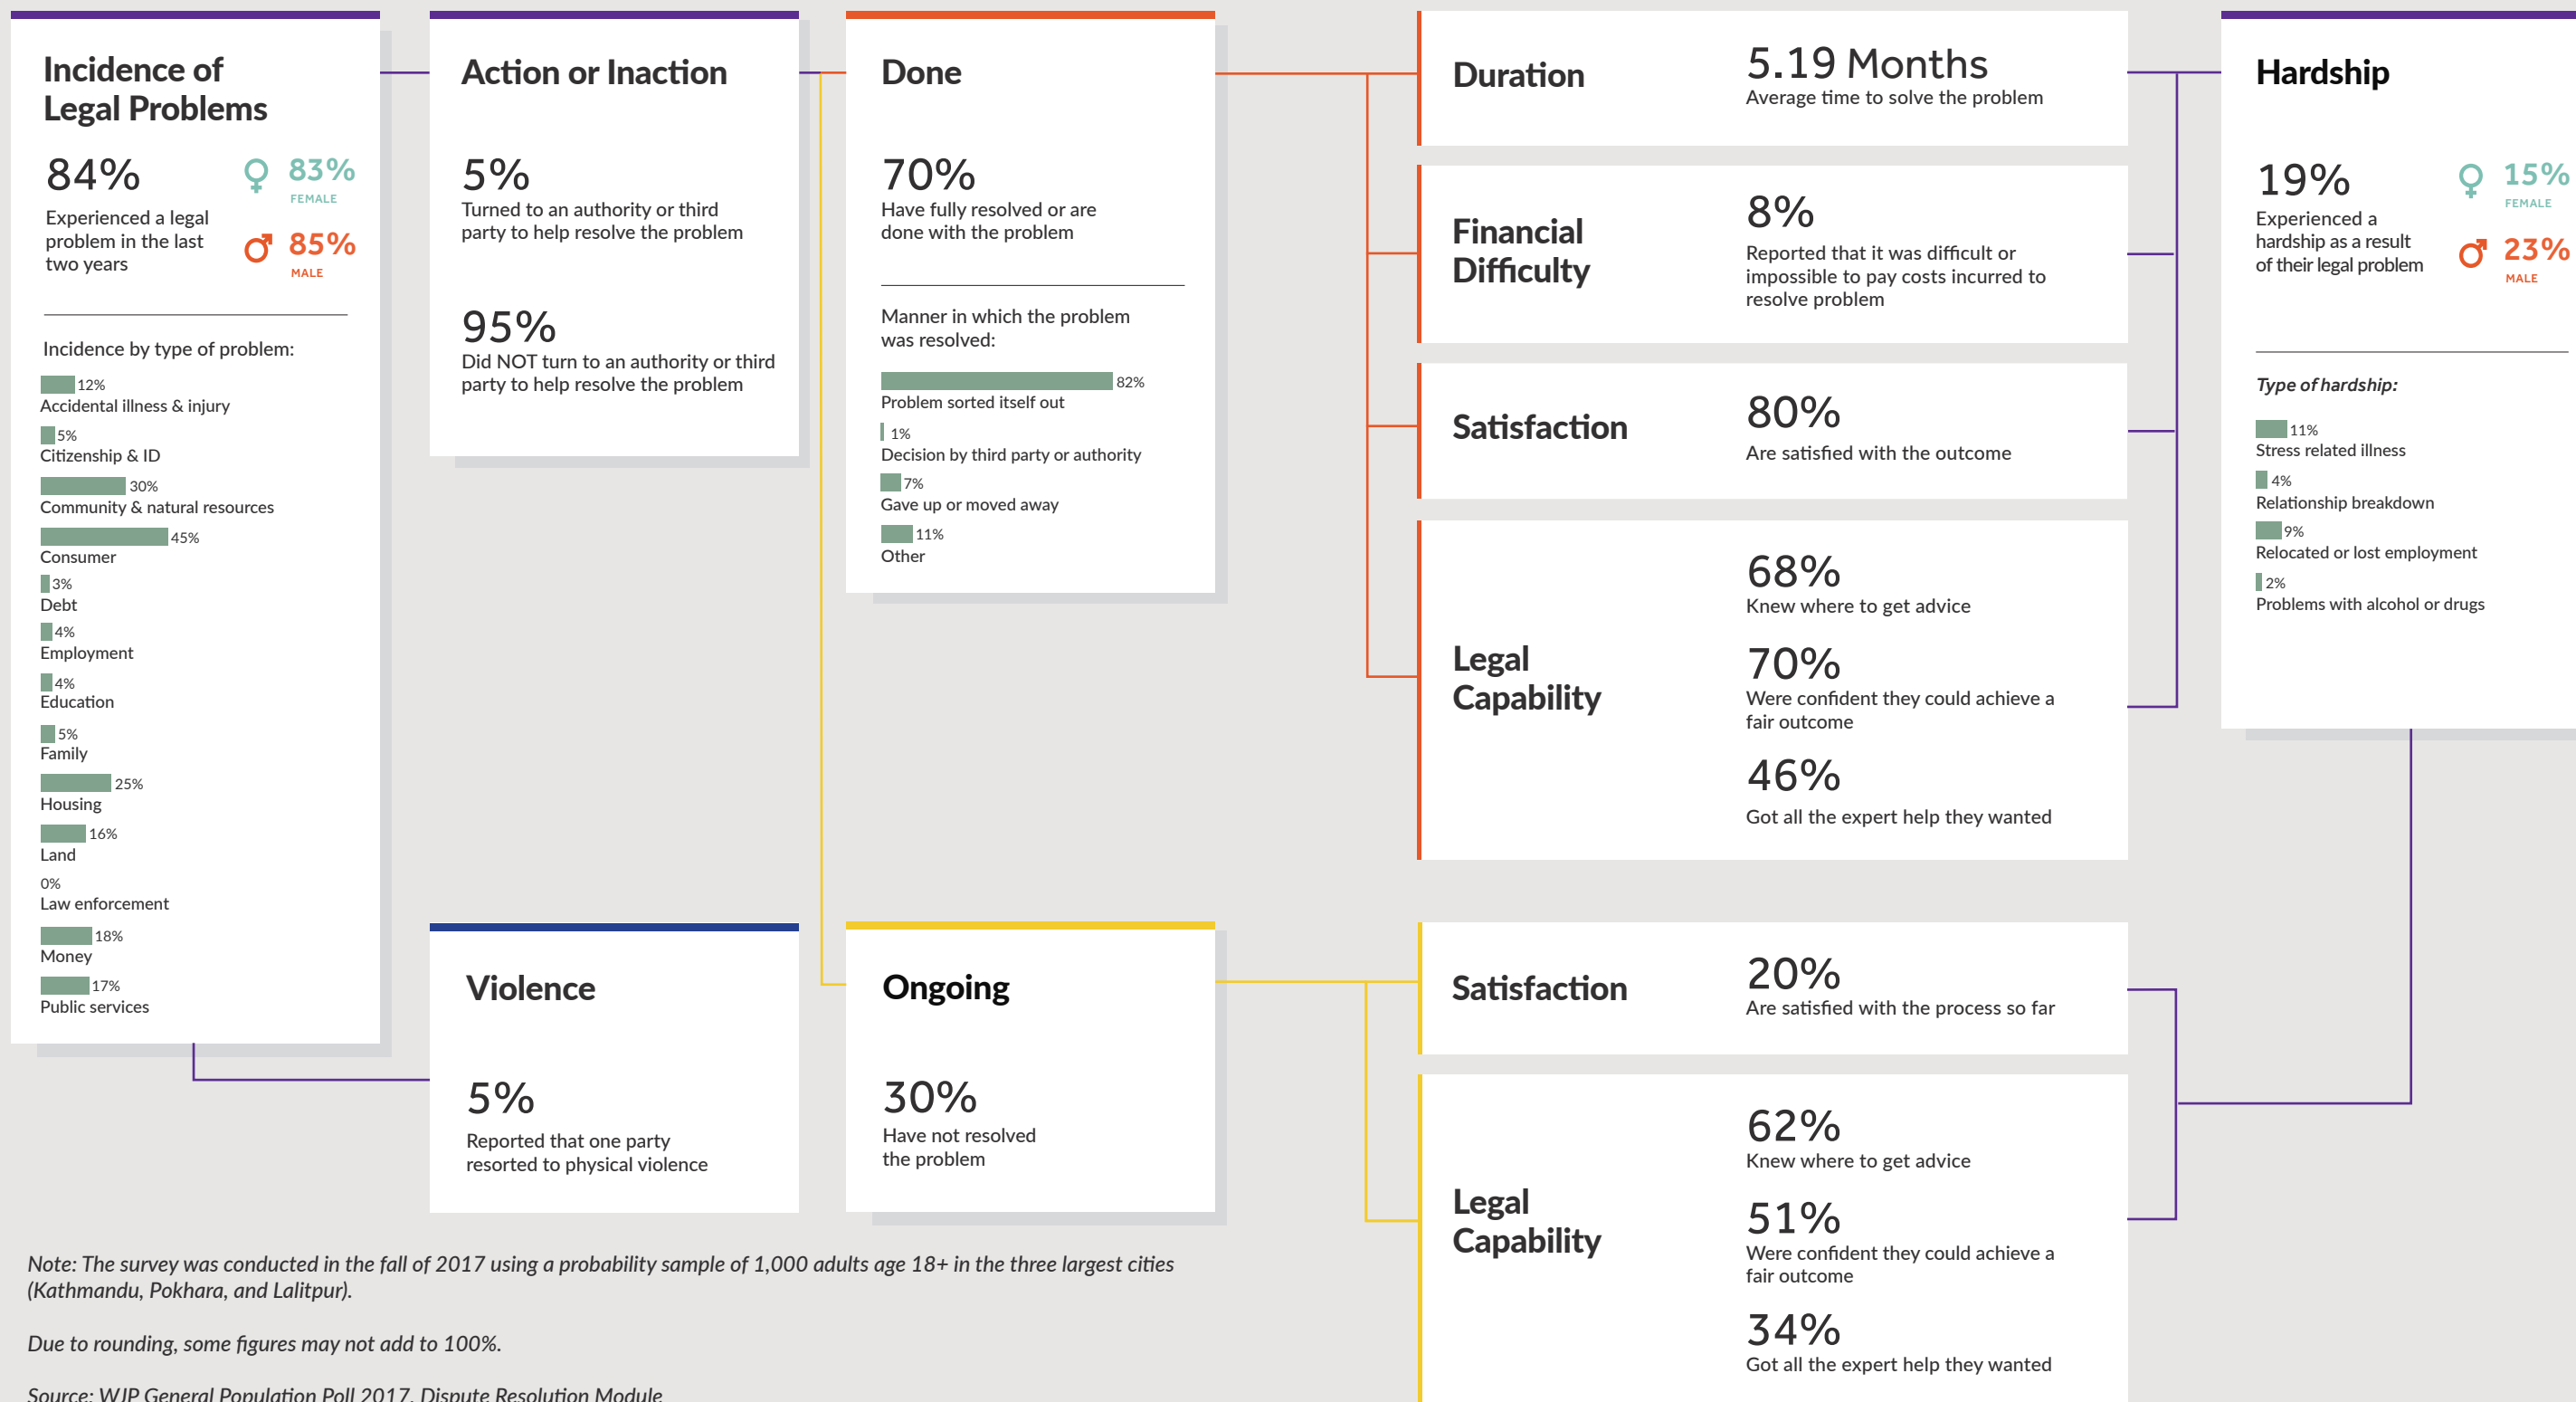 Incidence of
Legal Problems
84%
Experienced a legal
problem in the last
two years
83%
FEMALE
85%
MALE
Incidence by type of problem:
12%
Accidental illness & injury
5%
Citizenship & ID
30%
Community & natural resources
45%
Consumer
3%
Debt
4%
Employment
4%
Education
5%
Family
25%
Housing
16%
Land
0%
Law enforcement
18%
Money
17%
Public services
Action or Inaction
5%
Turned to an authority or third
party to help resolve the problem
95%
Did NOT turn to an authority or third
party to help resolve the problem
Violence
5%
Reported that one party
resorted to physical violence
Done
70%
Have fully resolved or are
done with the problem
Manner in which the problem
was resolved:
82%
Problem sorted itself out
1%
Decision by third party or authority
7%
Gave up or moved away
11%
Other
Ongoing
30%
Have not resolved
the problem
Duration
5.19 Months
Average time to solve the problem
Financial
Difficulty
8%
Reported that it was difficult or
impossible to pay costs incurred to
resolve problem
Satisfaction
80%
Are satisfied with the outcome
Legal
Capability
68%
Knew where to get advice
70%
Were confident they could achieve a
fair outcome
46%
Got all the expert help they wanted
Satisfaction
20%
Are satisfied with the process so far
Legal
Capability
62%
Knew where to get advice
51%
Were confident they could achieve a
fair outcome
34%
Got all the expert help they wanted
Hardship
19%
Experienced a
hardship as a result
of their legal problem
15%
FEMALE
23%
MALE
Type of hardship:
11%
Stress related illness
4%
Relationship breakdown
9%
Relocated or lost employment
2%
Problems with alcohol or drugs
Note: The survey was conducted in the fall of 2017 using a probability sample of 1,000 adults age 18+ in the three largest cities
(Kathmandu, Pokhara, and Lalitpur).
Due to rounding, some figures may not add to 100%.
Source: WJP General Population Poll 2017, Dispute Resolution Module